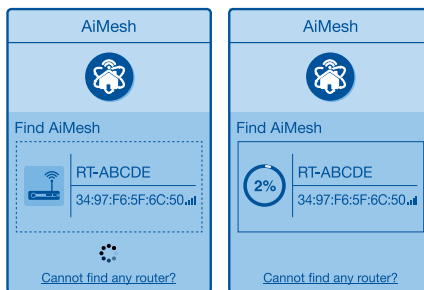 AiMesh
Find AiMesh
RT-ABCDE
34:97:F6:5F:6C:50
Cannot find any router?
AiMesh
Find AiMesh
2%
RT-ABCDE
34:97:F6:5F:6C:50
Cannot find any router?